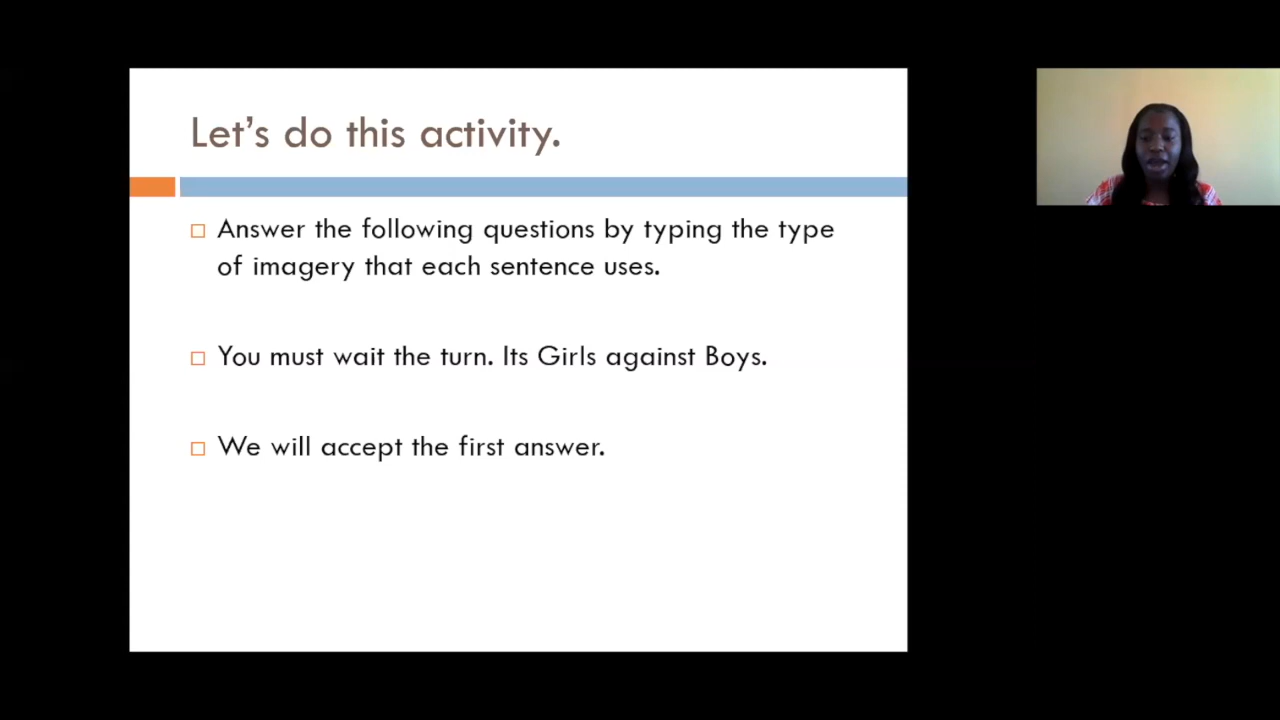 Let's do this activity.
Answer the following questions by typing the type
of imagery that each sentence uses.
You must wait the turn. Its Girls against Boys.
We will accept the first answer.